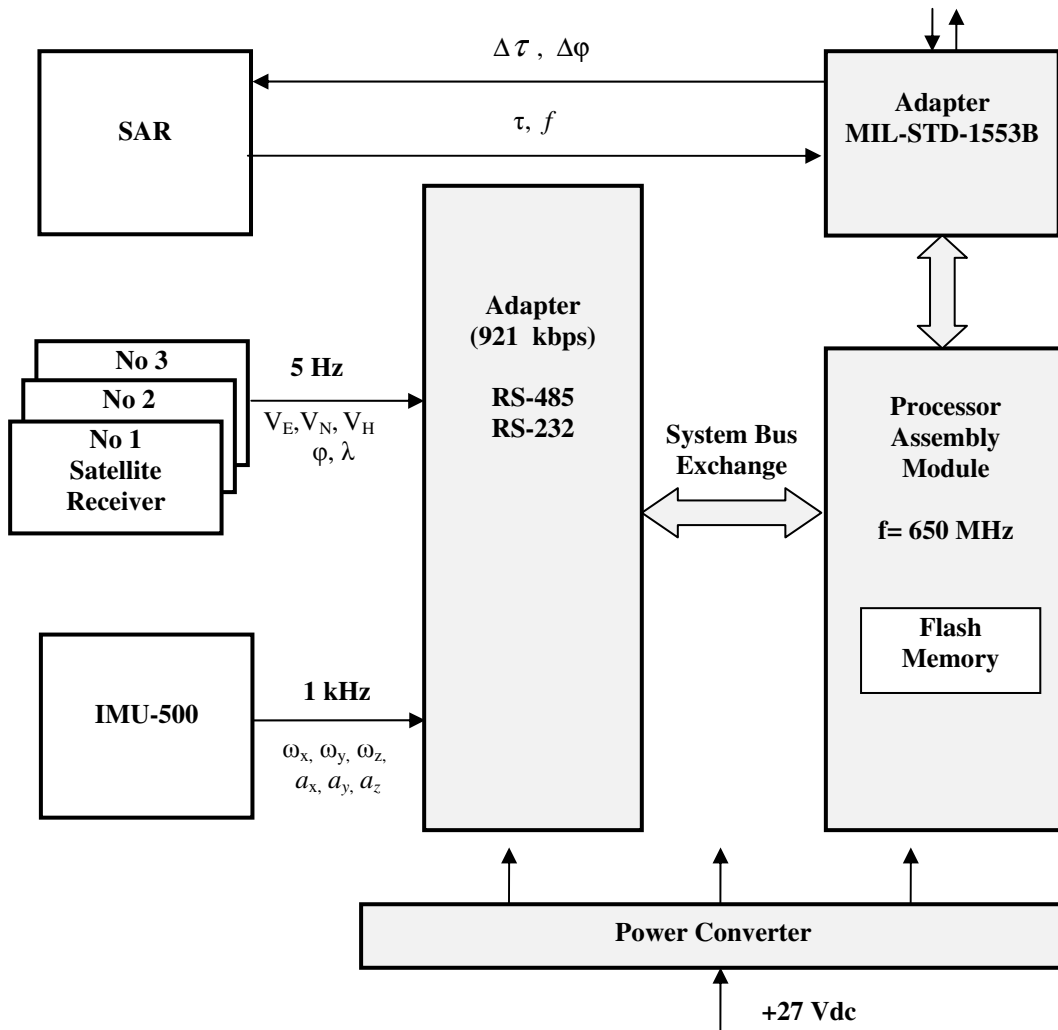 Δτ , Δφ
SAR
τ, f
Adapter
MIL-STD-1553B
No 3
No 2
No 1
Satellite
Receiver
5 Hz
V_E,V_N, V_H
φ, λ
Adapter
(921 kbps)
RS-485
RS-232
System Bus
Exchange
Processor
Assembly
Module
f= 650 MHz
Flash
Memory
IMU-500
1 kHz
ω_x, ω_y, ω_z,
a_x, a_y, a_z
Power Converter
+27 Vdc